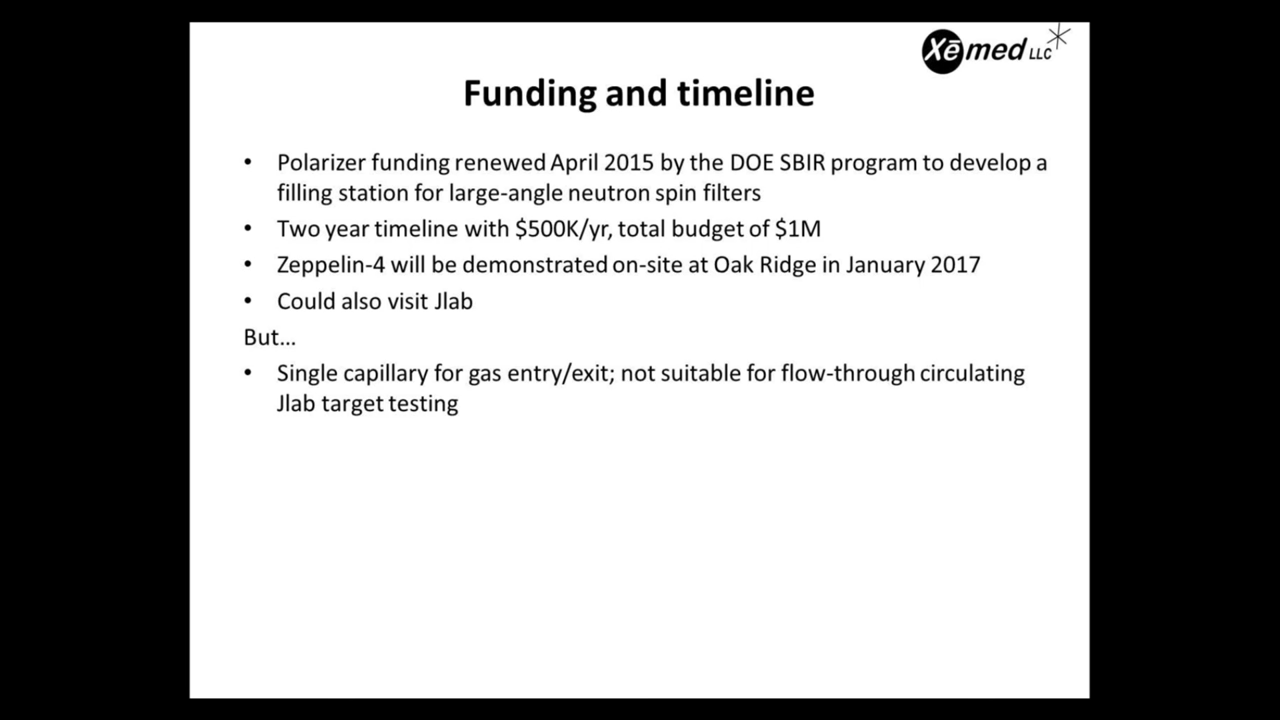 Xēmed LLC
Funding and timeline
• Polarizer funding renewed April 2015 by the DOE SBIR program to develop a
filling station for large-angle neutron spin filters
• Two year timeline with $500K/yr, total budget of $1M
• Zeppelin-4 will be demonstrated on-site at Oak Ridge in January 2017
• Could also visit Jlab
But...
• Single capillary for gas entry/exit; not suitable for flow-through circulating
Jlab target testing